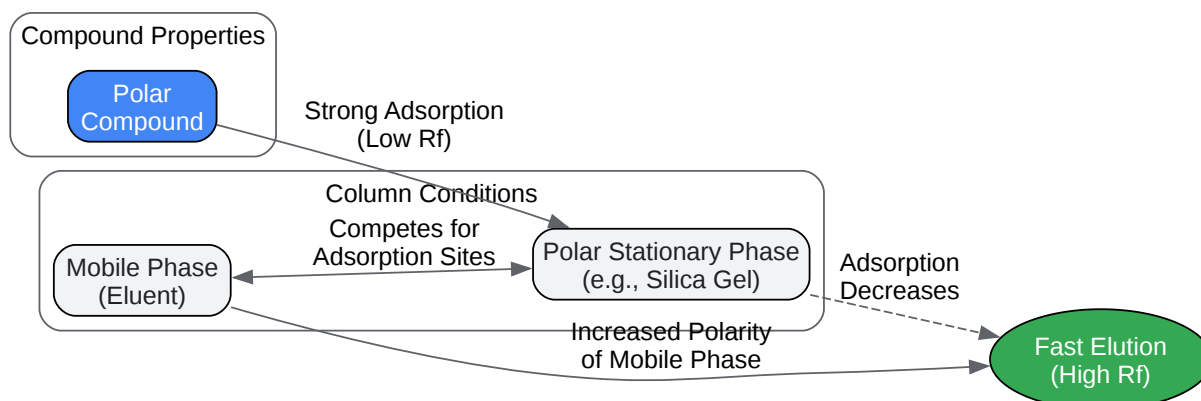 Compound Properties
Polar
Compound
Strong Adsorption
(Low Rf)
Column Conditions
Competes for
Adsorption Sites
Mobile Phase
(Eluent)
Polar Stationary Phase
(e.g., Silica Gel)
Adsorption
Decreases
Increased Polarity
of Mobile Phase
Fast Elution
(High Rf)